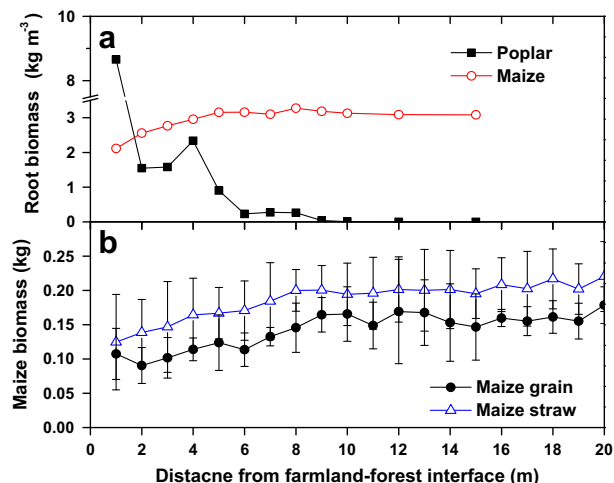 a
Poplar
Maize
Root biomass (kg m-3)
10
8
3
2
1
0
b
Maize grain
Maize straw
Maize biomass (kg)
0.25
0.20
0.15
0.10
0.05
0.00
0 2 4 6 8 10 12 14 16 18 20
Distacne from farmland-forest interface (m)